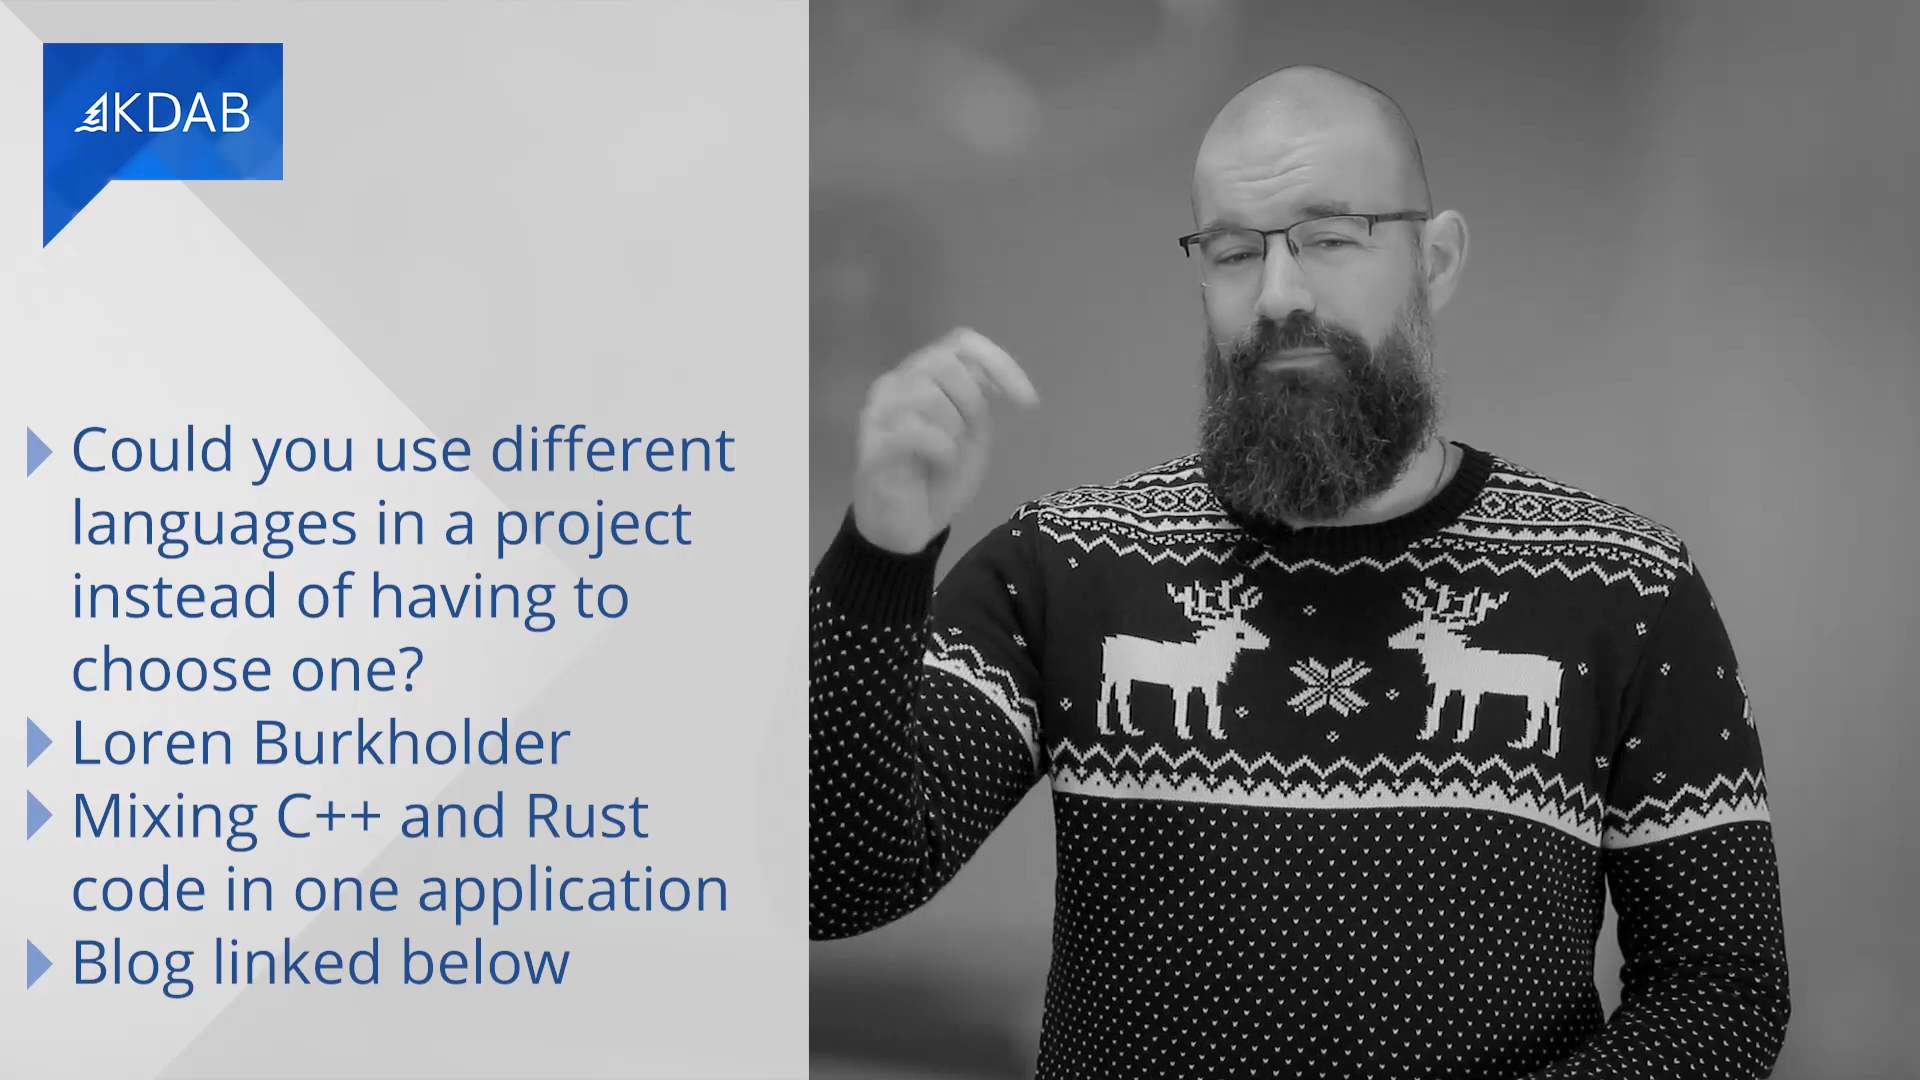 KDAB
Could you use different
languages in a project
instead of having to
choose one?
Loren Burkholder
Mixing C++ and Rust
code in one application
Blog linked below